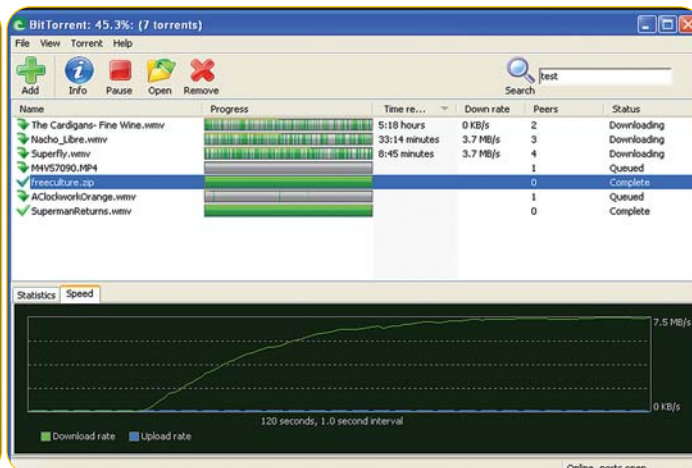 BitTorrent: 45.3%: (7 torrents)
File View Torrent Help
Add Info Pause Open Remove Search test
Name Progress Time re... Down rate Peers Status
The Cardigans- Fine Wine.wmv 5:18 hours 0 KB/s 2 Downloading
Nacho_Libre.wmv 33:14 minutes 3.7 MB/s 3 Downloading
Superfly.wmv 8:45 minutes 3.7 MB/s 4 Downloading
M4V57090.MP4 1 Queued
freeculture.zip 0 Complete
AClockworkOrange.wmv 1 Queued
SupermanReturns.wmv 0 Complete
Statistics Speed
7.5 MB/s
0 KB/s
120 seconds, 1.0 second interval
Download rate Upload rate